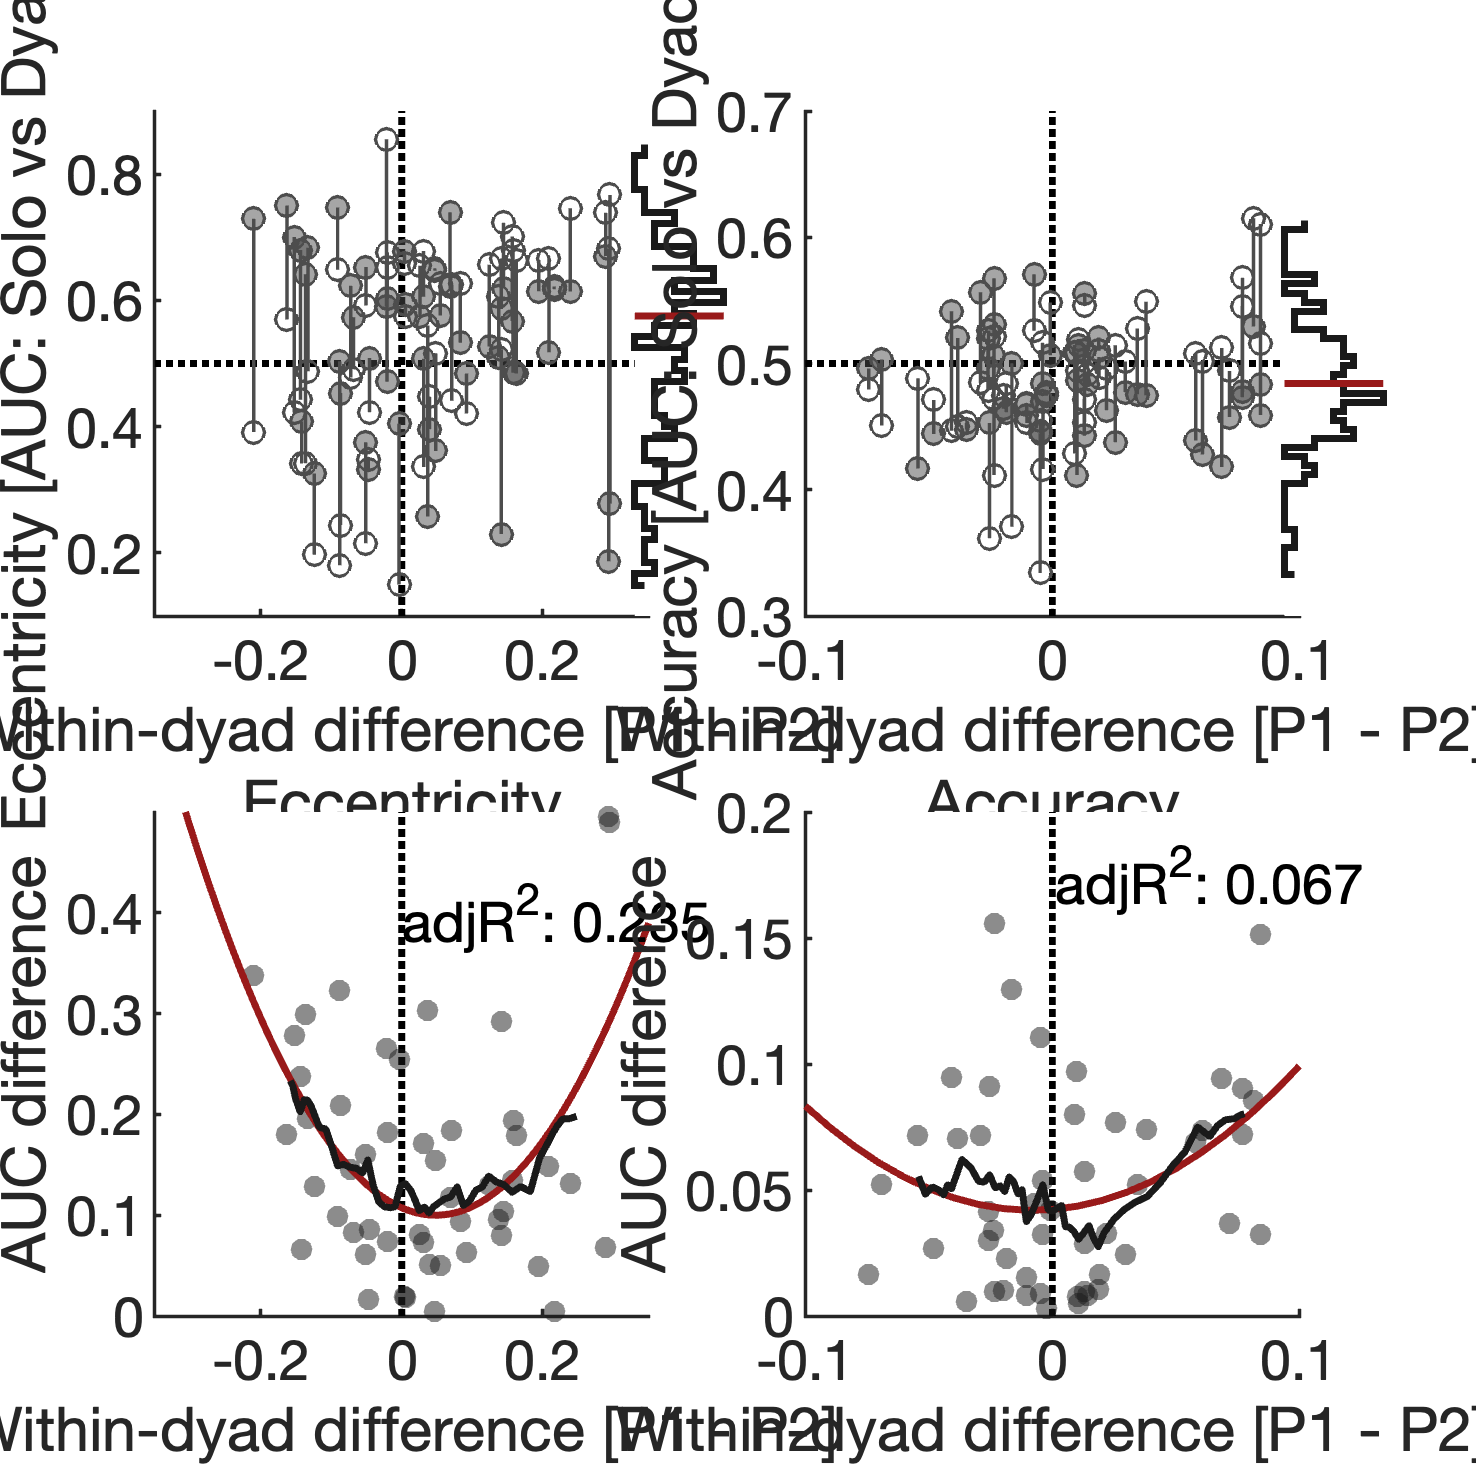 Eccentricity [AUC: Solo vs Dya
0.8
0.6
0.4
0.2
-0.2 0 0.2
Within-dyad difference [P1 - P2]
Accuracy [AUC: Solo vs Dyad
0.7
0.6
0.5
0.4
0.3
-0.1 0 0.1
Within-dyad difference [P1 - P2]
Eccentricity
AUC difference
0.4
0.3
0.2
0.1
0
adjR²: 0.235
-0.2 0 0.2
Within-dyad difference [P1 - P2]
Accuracy
AUC difference
0.2
0.15
0.1
0.05
0
adjR²: 0.067
-0.1 0 0.1
Within-dyad difference [P1 - P2]